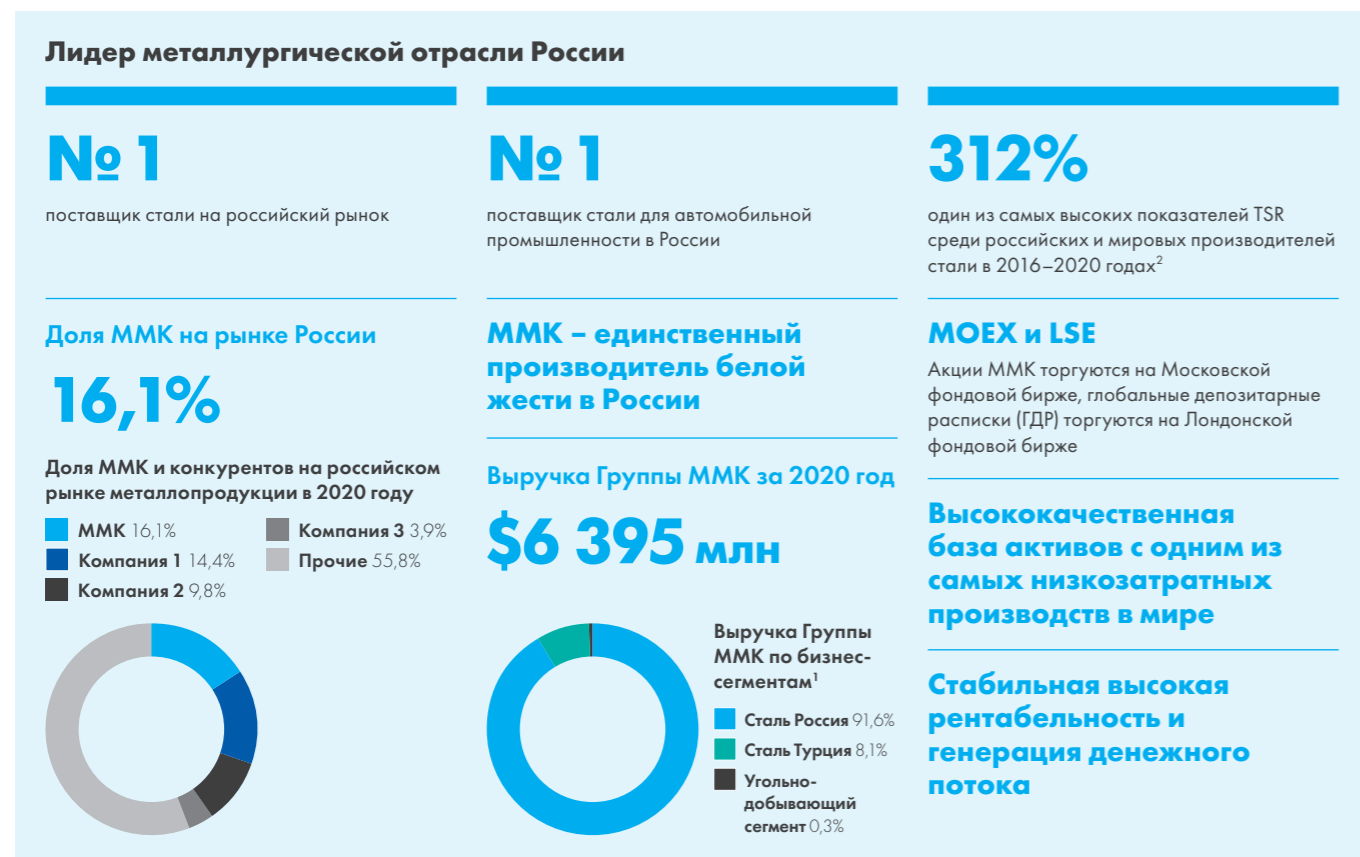 Лидер металлургической отрасли России
№ 1
поставщик стали на российский рынок
Доля ММК на рынке России
16,1%
Доля ММК и конкурентов на российском
рынке металлопродукции в 2020 году
ММК 16,1%
Компания 1 14,4%
Компания 2 9,8%
Компания 3 3,9%
Прочие 55,8%
№ 1
поставщик стали для автомобильной
промышленности в России
ММК – единственный
производитель белой
жести в России
Выручка Группы ММК за 2020 год
$6 395 млн
Выручка Группы
ММК по бизнес-
сегментам¹
Сталь Россия 91,6%
Сталь Турция 8,1%
Угольно-
добывающий
сегмент 0,3%
312%
один из самых высоких показателей TSR
среди российских и мировых производителей
стали в 2016–2020 годах²
MOEX и LSE
Акции ММК торгуются на Московской
фондовой бирже, глобальные депозитарные
расписки (ГДР) торгуются на Лондонской
фондовой бирже
Высококачественная
база активов с одним из
самых низкозатратных
производств в мире
Стабильная высокая
рентабельность и
генерация денежного
потока